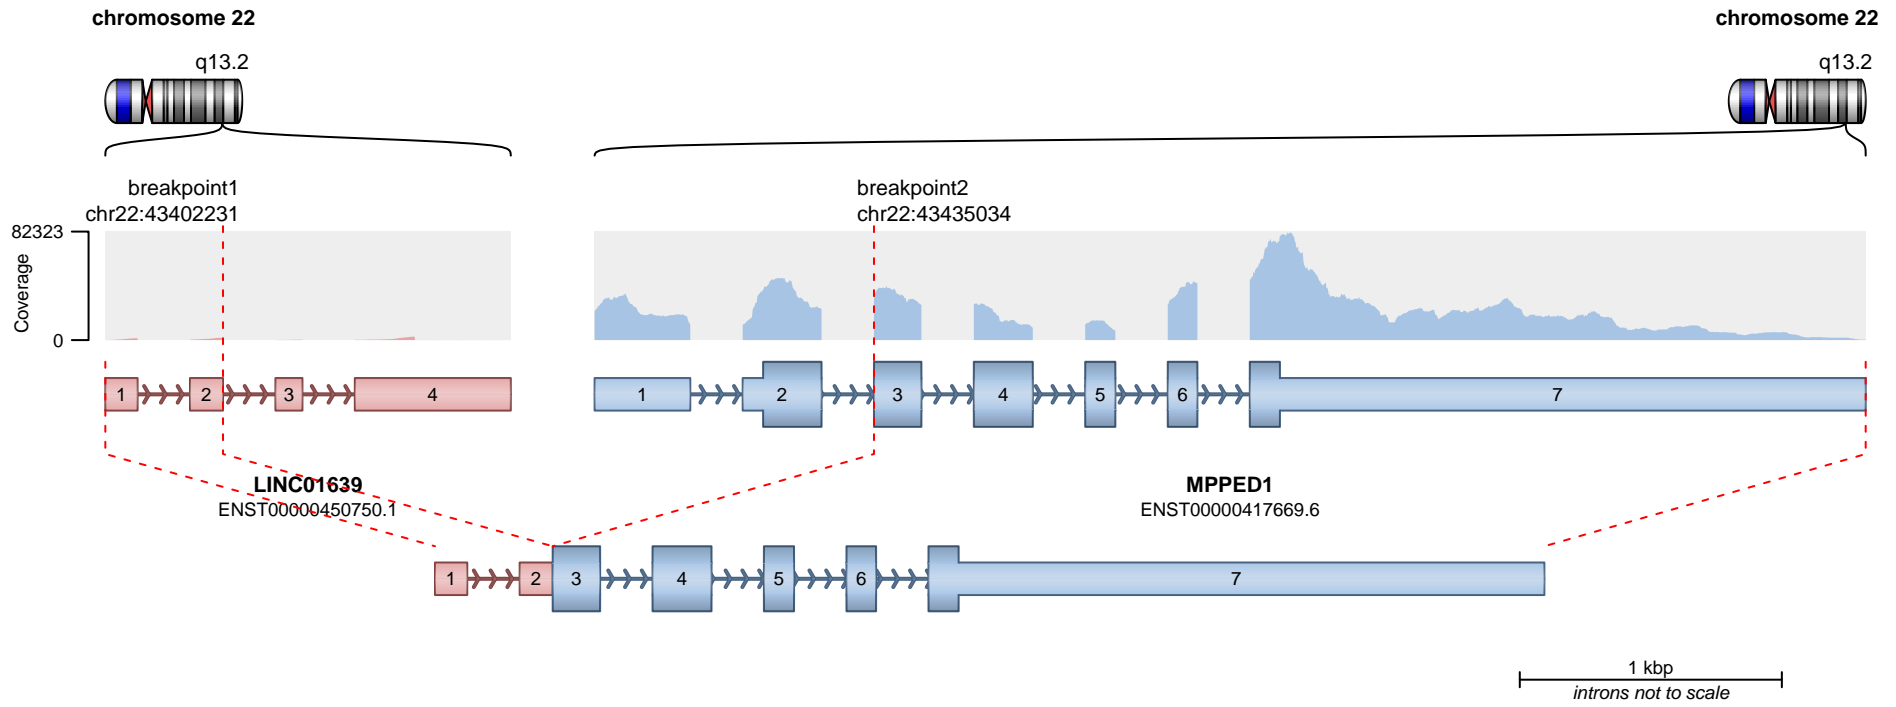 chromosome 22
chromosome 22
q13.2
q13.2
breakpoint1
chr22:43402231
breakpoint2
chr22:43435034
82323
Coverage
0
1 2 3 4
1 2 3 4 5 6 7
LINC01639
ENST00000450750.1
MPPED1
ENST00000417669.6
1 2 3 4 5 6 7
1 kbp
introns not to scale